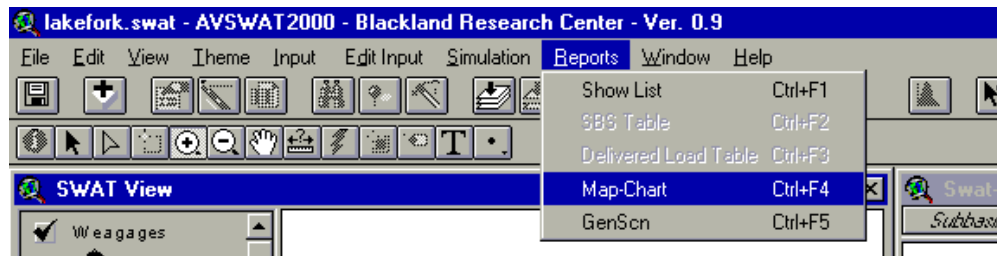 lakefork.swat - AVSWAT2000 - Blackland Research Center - Ver. 0.9
File Edit View Theme Input Edit Input Simulation Reports Window Help
Show List Ctrl+F1
SBS Table Ctrl+F2
T
Delivered Load Table Ctrl+F3
SWAT View
Map-Chart Ctrl+F4
Swat-
Weagages
GenScn Ctrl+F5